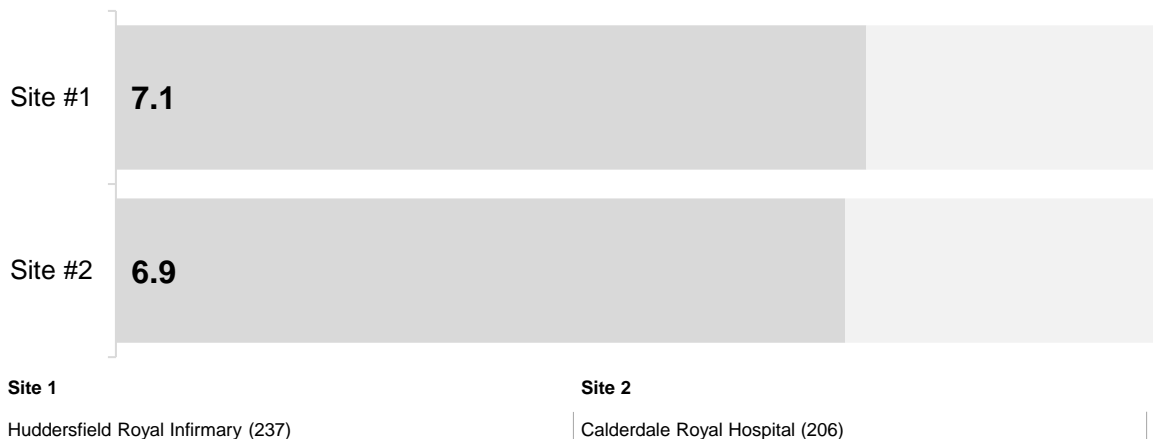 Site #1 7.1
Site #2 6.9
Site 1 Site 2
Huddersfield Royal Infirmary (237) Calderdale Royal Hospital (206)